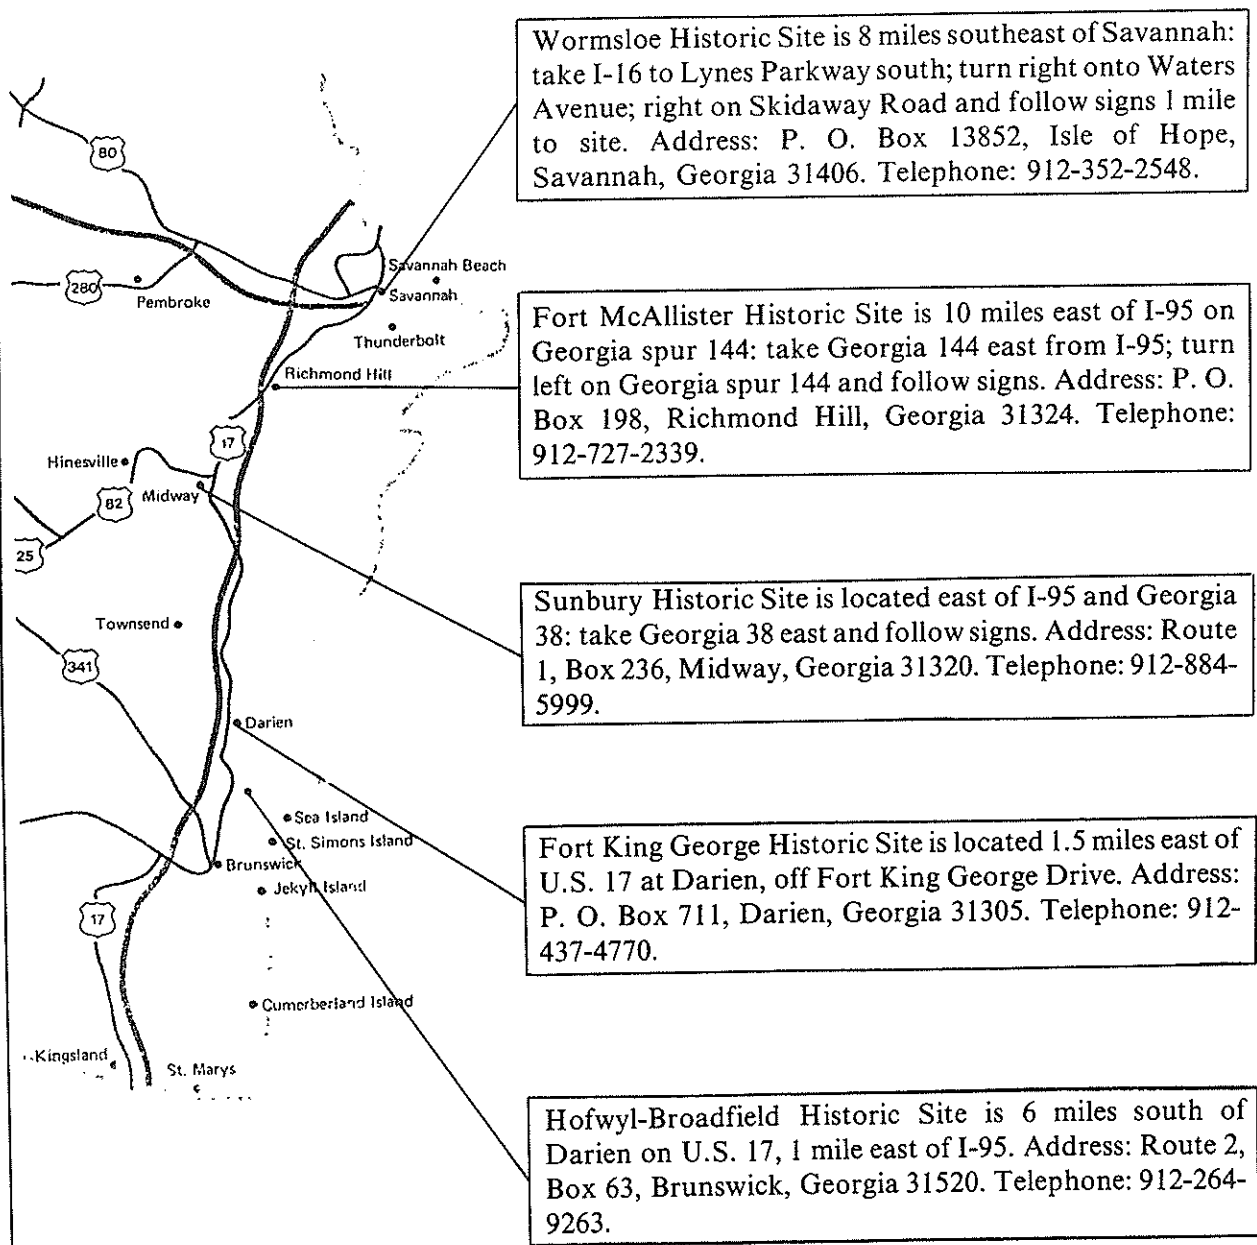 Wormsloe Historic Site is 8 miles southeast of Savannah:
take I-16 to Lynes Parkway south; turn right onto Waters
Avenue; right on Skidaway Road and follow signs 1 mile
to site. Address: P. O. Box 13852, Isle of Hope,
Savannah, Georgia 31406. Telephone: 912-352-2548.
80
280
Pembroke
Savannah Beach
Savannah
Thunderbolt
Richmond Hill
Fort McAllister Historic Site is 10 miles east of I-95 on
Georgia spur 144: take Georgia 144 east from I-95; turn
left on Georgia spur 144 and follow signs. Address: P. O.
Box 198, Richmond Hill, Georgia 31324. Telephone:
912-727-2339.
17
Hinesville
82
Midway
25
Sunbury Historic Site is located east of I-95 and Georgia
38: take Georgia 38 east and follow signs. Address: Route
1, Box 236, Midway, Georgia 31320. Telephone: 912-884-
5999.
Townsend
341
Darien
Sea Island
St. Simons Island
Brunswick
Jekyll Island
17
Fort King George Historic Site is located 1.5 miles east of
U.S. 17 at Darien, off Fort King George Drive. Address:
P. O. Box 711, Darien, Georgia 31305. Telephone: 912-
437-4770.
Cumerberland Island
Kingsland
St. Marys
Hofwyl-Broadfield Historic Site is 6 miles south of
Darien on U.S. 17, 1 mile east of I-95. Address: Route 2,
Box 63, Brunswick, Georgia 31520. Telephone: 912-264-
9263.